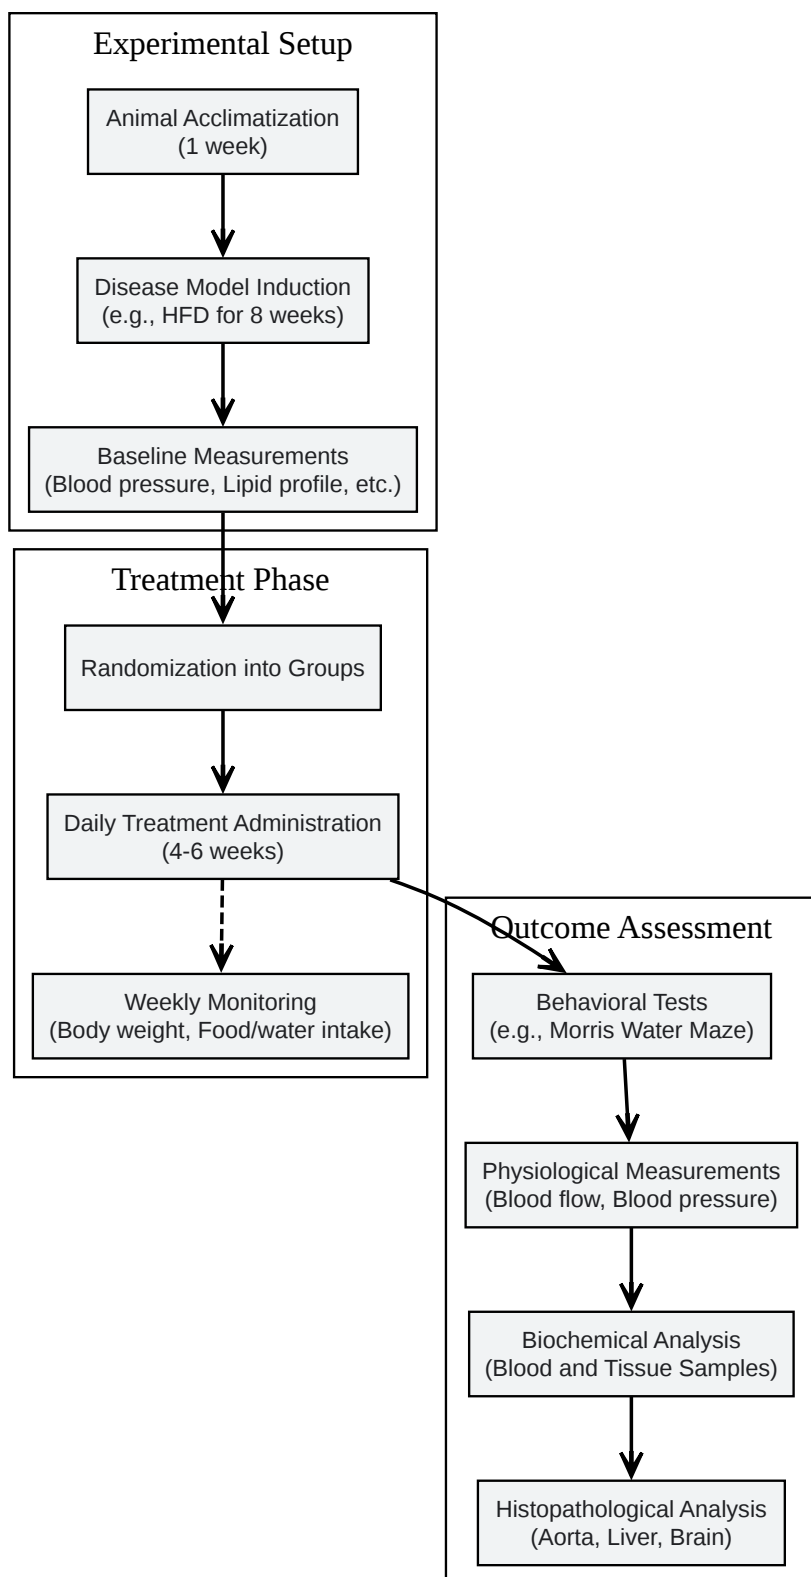 Experimental Setup
Animal Acclimatization
(1 week)
Disease Model Induction
(e.g., HFD for 8 weeks)
Baseline Measurements
(Blood pressure, Lipid profile, etc.)
Treatment Phase
Randomization into Groups
Daily Treatment Administration
(4-6 weeks)
Weekly Monitoring
(Body weight, Food/water intake)
Outcome Assessment
Behavioral Tests
(e.g., Morris Water Maze)
Physiological Measurements
(Blood flow, Blood pressure)
Biochemical Analysis
(Blood and Tissue Samples)
Histopathological Analysis
(Aorta, Liver, Brain)